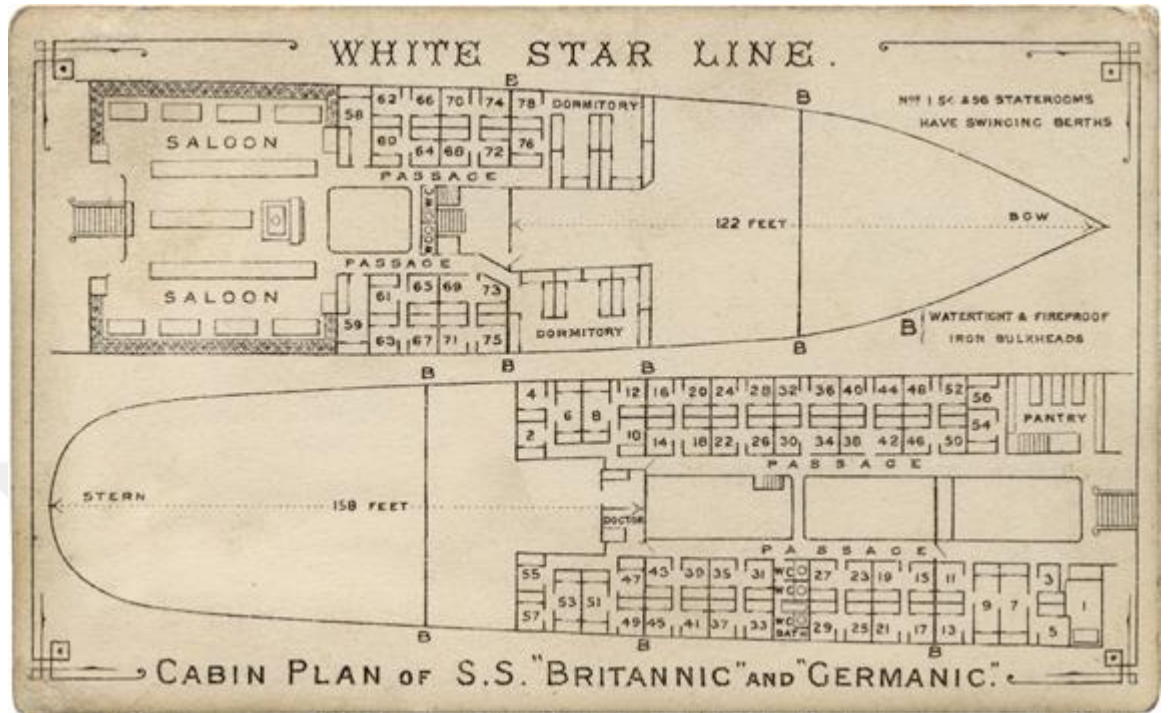 WHITE STAR LINE.
B
B
Nos 1 54 & 56 STATEROOMS
HAVE SWINGING BERTHS
62 66 70 74 78 DORMITORY
58
SALOON
60 64 68 72 76
PASSAGE
WC
122 FEET
BOW
PASSAGE
SALOON
61 65 69 73
59
63 67 71 75
DORMITORY
B
WATERTIGHT & FIREPROOF
IRON BULKHEADS
B
B
B
B
4 6 8 12 16 20 24 28 32 36 40 44 48 52 56
2 10 14 18 22 26 30 34 38 42 46 50 54
PANTRY
PASSAGE
STERN
158 FEET
DOCTOR
PASSAGE
55 47 43 39 35 31 WC 27 23 19 15 11 3
WC
53 51 9 7 1
57 49 45 41 37 33 WC 29 25 21 17 13 5
BATH
B
B
B
CABIN PLAN OF S.S. "BRITANNIC" AND "GERMANIC".